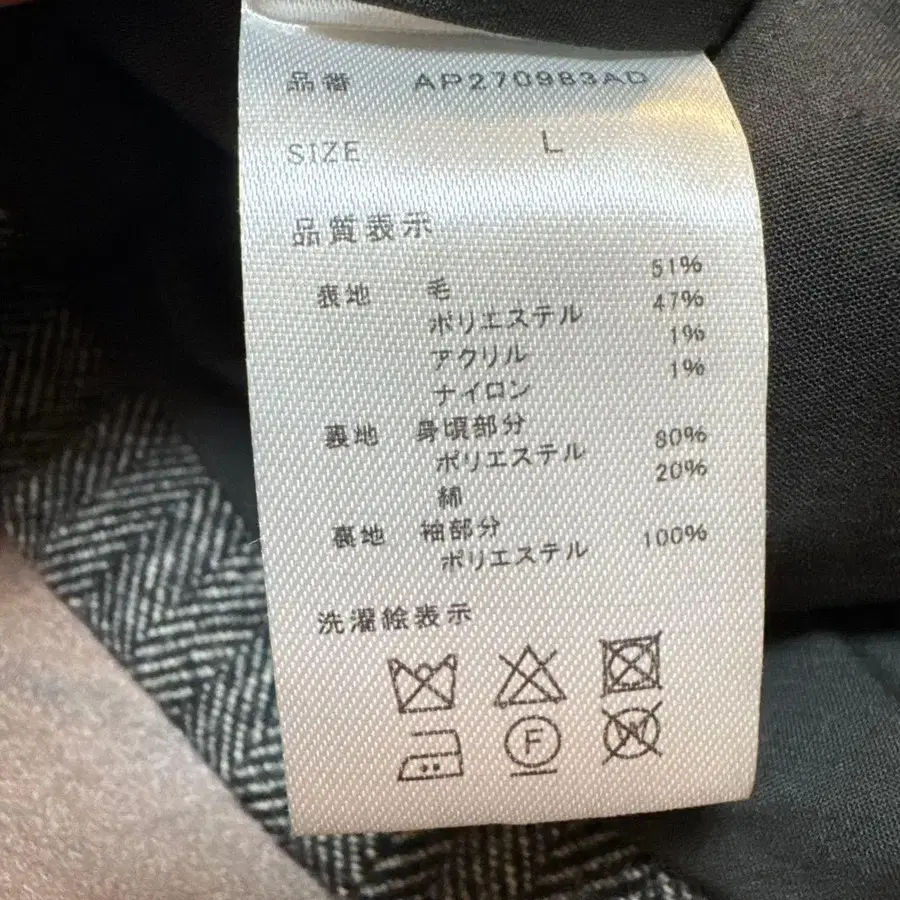 品番 AP270983AD
SIZE L
品質表示
表地 毛 51%
ポリエステル 47%
アクリル 1%
ナイロン 1%
裏地 身頃部分
ポリエステル 80%
綿 20%
裏地 袖部分
ポリエステル 100%
洗濯絵表示
F
W